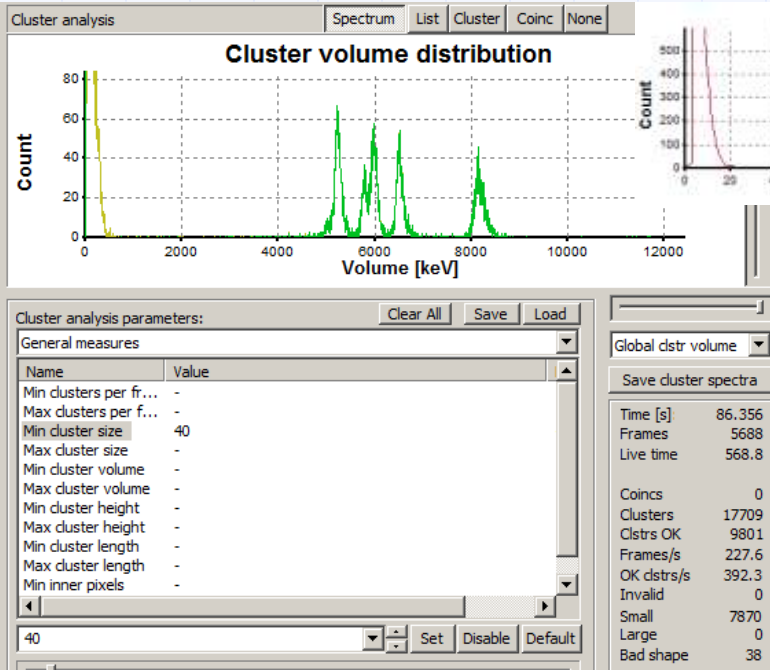 Cluster analysis Spectrum List Cluster Coinc None
Cluster volume distribution
Count
80
60
40
20
0
0 2000 4000 6000 8000 10000 12000
Volume [keV]
Count
500
400
300
200
100
0
0 25
Cluster analysis parameters: Clear All Save Load
General measures
Name Value
Min clusters per fr... -
Max clusters per f... -
Min cluster size 40
Max cluster size -
Min cluster volume -
Max cluster volume -
Min cluster height -
Max cluster height -
Min cluster length -
Max cluster length -
Min inner pixels -
40 Set Disable Default
Global clstr volume
Save cluster spectra
Time [s] 86.356
Frames 5688
Live time 568.8
Coincs 0
Clusters 17709
Clstrs OK 9801
Frames/s 227.6
OK clstrs/s 392.3
Invalid 0
Small 7870
Large 0
Bad shape 38